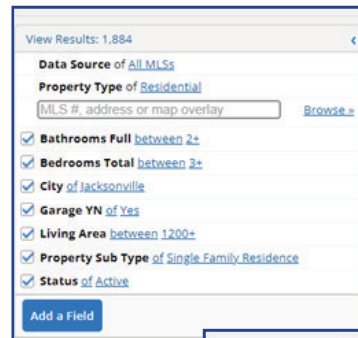 View Results: 1,884 <
Data Source of All MLSs
Property Type of Residential
MLS #, address or map overlay Browse »
Bathrooms Full between 2+
Bedrooms Total between 3+
City of Jacksonville
Garage YN of Yes
Living Area between 1200+
Property Sub Type of Single Family Residence
Status of Active
Add a Field